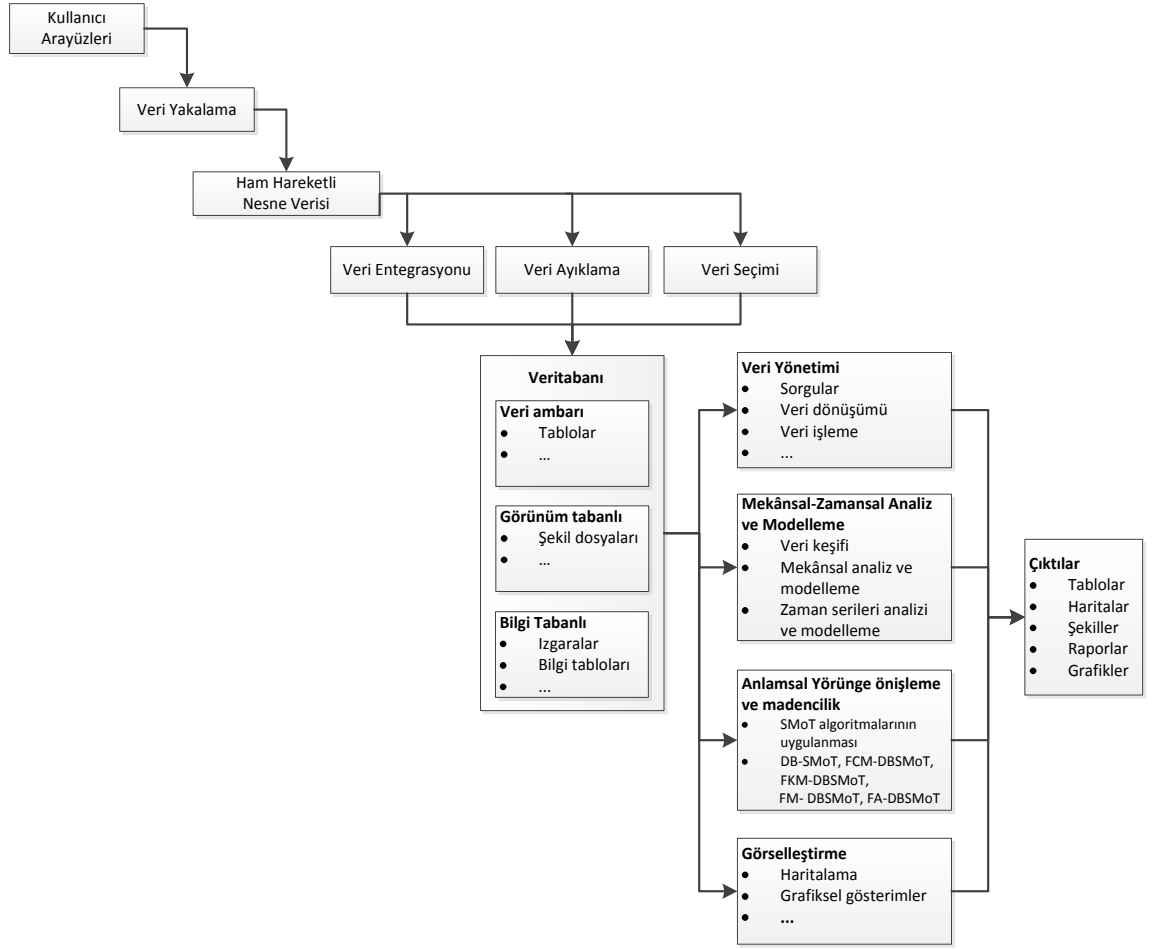 Kullanıcı
Arayüzleri
Veri Yakalama
Ham Hareketli
Nesne Verisi
Veri Entegrasyonu
Veri Ayıklama
Veri Seçimi
Veritabanı
Veri ambarı
● Tablolar
● ...
Görünüm tabanlı
● Şekil dosyaları
● ...
Bilgi Tabanlı
● Izgaralar
● Bilgi tabloları
● ...
Veri Yönetimi
● Sorgular
● Veri dönüşümü
● Veri işleme
● ...
Mekânsal-Zamansal Analiz
ve Modelleme
● Veri keşifi
● Mekânsal analiz ve
modelleme
● Zaman serileri analizi
ve modelleme
Anlamsal Yörünge önişleme
ve madencilik
● SMoT algoritmalarının
uygulanması
● DB-SMoT, FCM-DBSMoT,
FKM-DBSMoT,
FM- DBSMoT, FA-DBSMoT
Görselleştirme
● Haritalama
● Grafiksel gösterimler
● ...
Çıktılar
● Tablolar
● Haritalar
● Şekiller
● Raporlar
● Grafikler